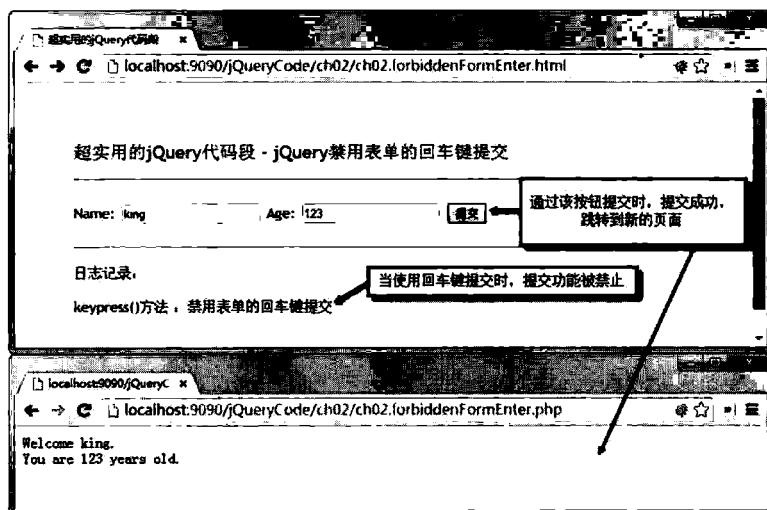 超实用的jQuery代码段
localhost:9090/jQueryCode/ch02/ch02.forbiddenFormEnter.html
超实用的jQuery代码段 - jQuery禁用表单的回车键提交
Name: king Age: 123 提交
通过该按钮提交时，提交成功，
跳转到新的页面
日志记录：
当使用回车键提交时，提交功能被禁止
keypress()方法 ：禁用表单的回车键提交
localhost:9090/jQueryC
localhost:9090/jQueryCode/ch02/ch02.forbiddenFormEnter.php
Welcome king.
You are 123 years old.